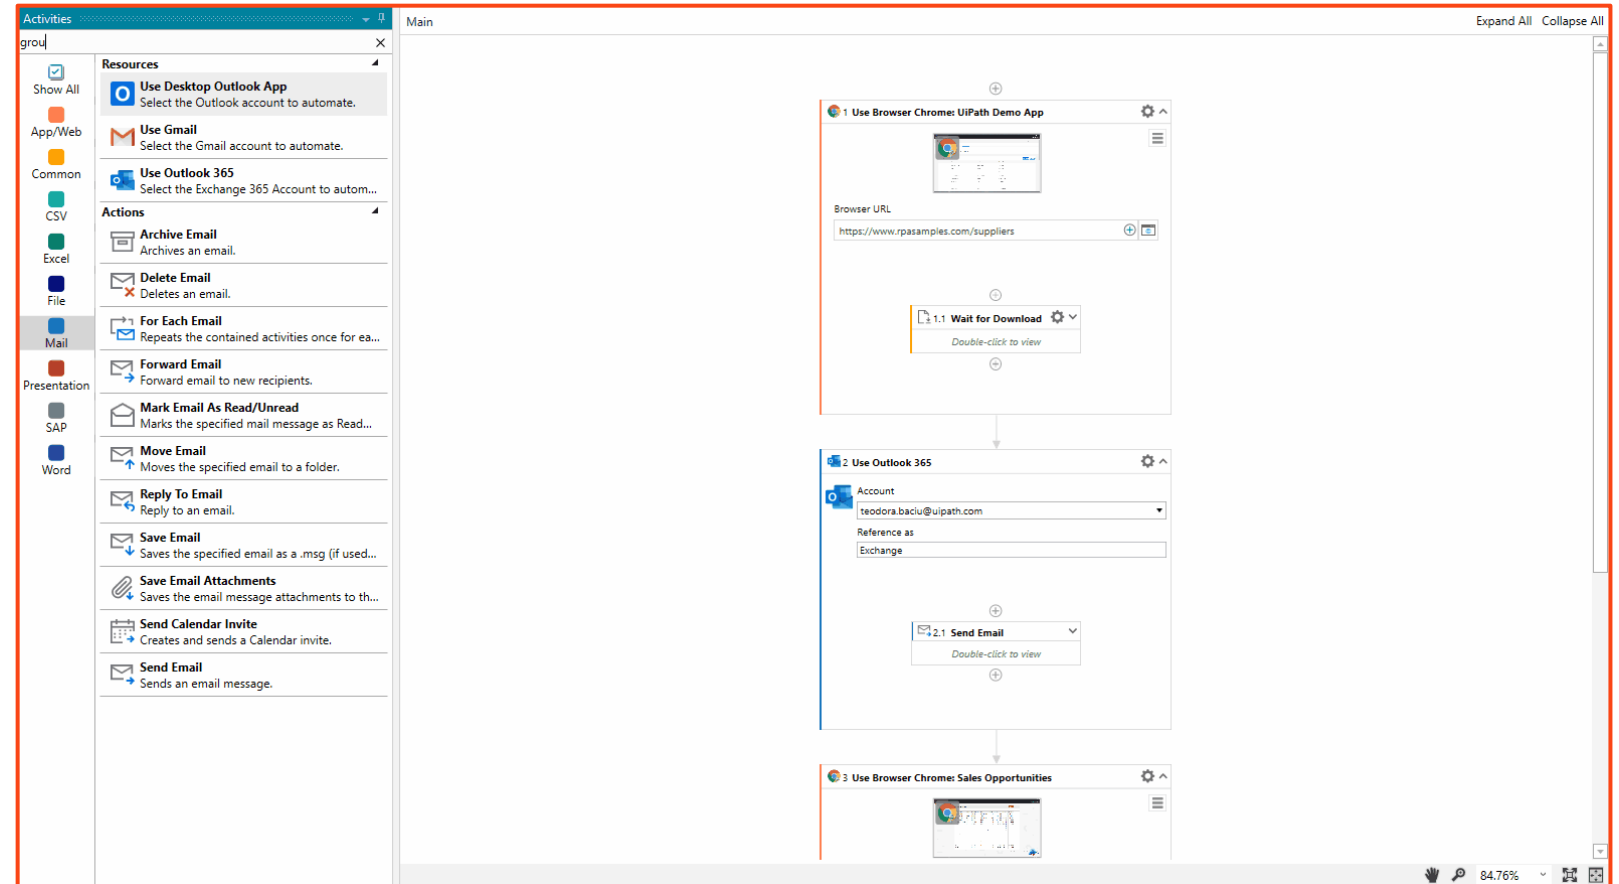 Activities
grou
Show All
App/Web
Common
CSV
Excel
File
Mail
Presentation
SAP
Word
Resources
Use Desktop Outlook App
Select the Outlook account to automate.
Use Gmail
Select the Gmail account to automate.
Use Outlook 365
Select the Exchange 365 Account to autom...
Actions
Archive Email
Archives an email.
Delete Email
Deletes an email.
For Each Email
Repeats the contained activities once for ea...
Forward Email
Forward email to new recipients.
Mark Email As Read/Unread
Marks the specified mail message as Read...
Move Email
Moves the specified email to a folder.
Reply To Email
Reply to an email.
Save Email
Saves the specified email as a .msg (if used...
Save Email Attachments
Saves the email message attachments to th...
Send Calendar Invite
Creates and sends a Calendar invite.
Send Email
Sends an email message.
Main
Expand All Collapse All
1 Use Browser Chrome: UiPath Demo App
Browser URL
https://www.rpasamples.com/suppliers
1.1 Wait for Download
Double-click to view
2 Use Outlook 365
Account
teodora.baciu@uipath.com
Reference as
Exchange
2.1 Send Email
Double-click to view
3 Use Browser Chrome: Sales Opportunities
84.76%